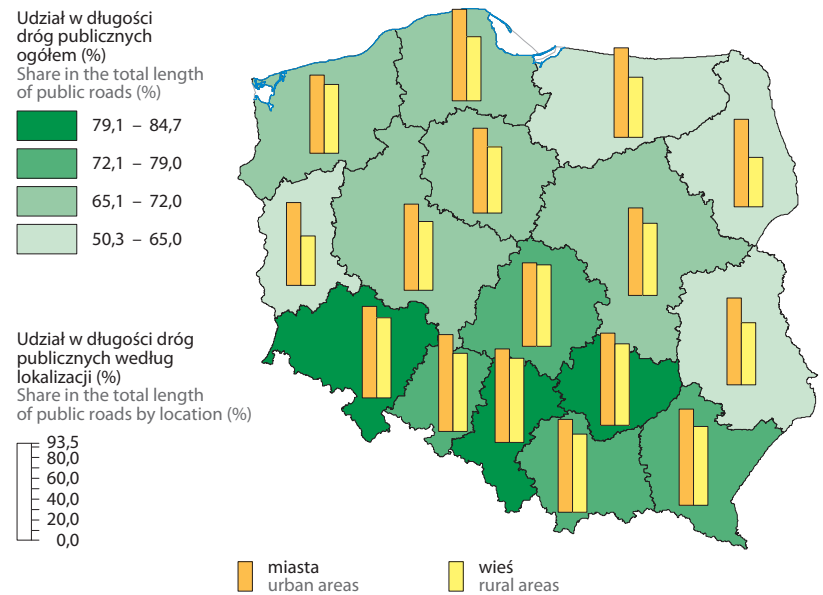 Udział w długości
dróg publicznych
ogółem (%)
Share in the total length
of public roads (%)
79,1 – 84,7
72,1 – 79,0
65,1 – 72,0
50,3 – 65,0
Udział w długości dróg
publicznych według
lokalizacji (%)
Share in the total length
of public roads by location (%)
93,5
80,0
60,0
40,0
20,0
0,0
miasta
urban areas
wieś
rural areas